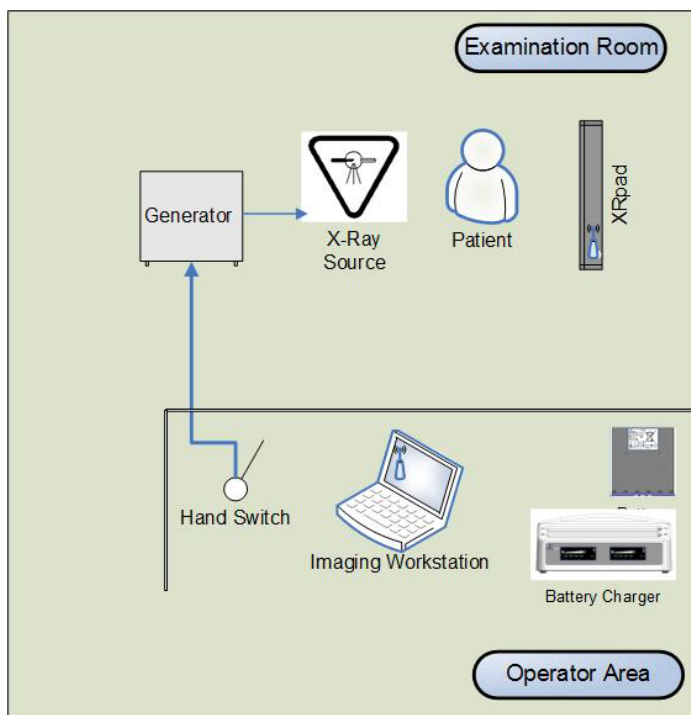 Examination Room
Generator
X-Ray
Source
Patient
XRpad
Hand Switch
Imaging Workstation
Battery Charger
Operator Area